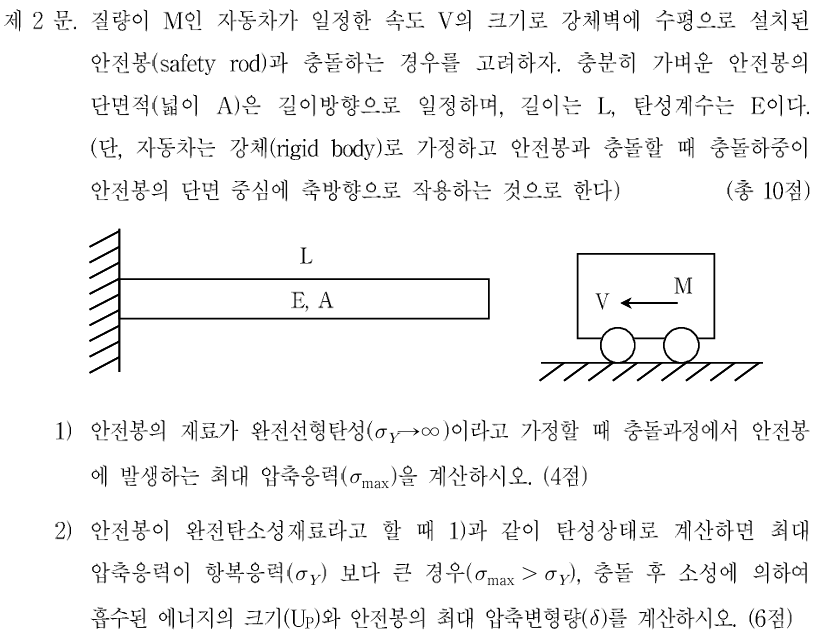 제 2 문. 질량이 M인 자동차가 일정한 속도 V의 크기로 강체벽에 수평으로 설치된
안전봉(safety rod)과 충돌하는 경우를 고려하자. 충분히 가벼운 안전봉의
단면적(넓이 A)은 길이방향으로 일정하며, 길이는 L, 탄성계수는 E이다.
(단, 자동차는 강체(rigid body)로 가정하고 안전봉과 충돌할 때 충돌하중이
안전봉의 단면 중심에 축방향으로 작용하는 것으로 한다) (총 10점)
L
E, A
V M
1) 안전봉의 재료가 완전선형탄성(σ_Y→∞)이라고 가정할 때 충돌과정에서 안전봉
에 발생하는 최대 압축응력(σ_max)을 계산하시오. (4점)
2) 안전봉이 완전탄소성재료라고 할 때 1)과 같이 탄성상태로 계산하면 최대
압축응력이 항복응력(σ_Y) 보다 큰 경우(σ_max > σ_Y), 충돌 후 소성에 의하여
흡수된 에너지의 크기(U_P)와 안전봉의 최대 압축변형량(δ)를 계산하시오. (6점)